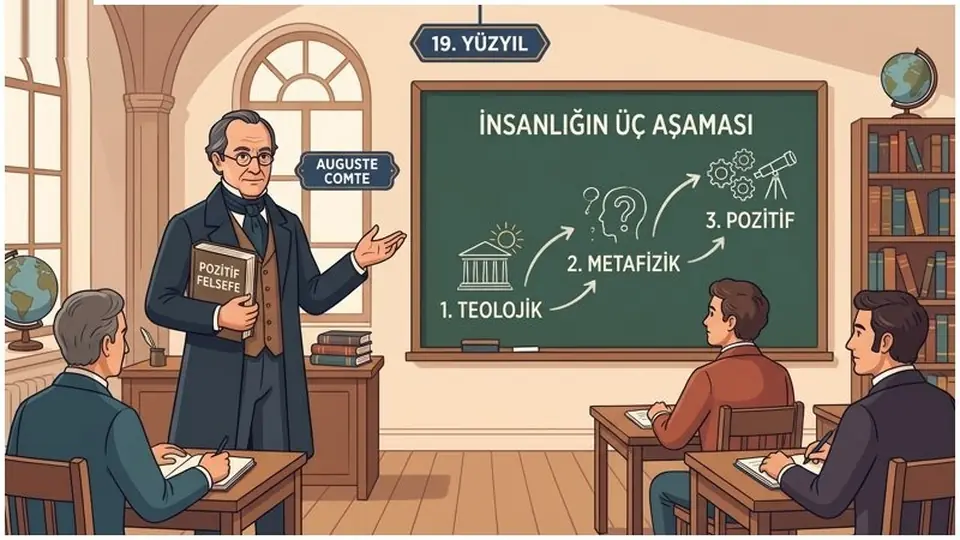 19. YÜZYIL
İNSANLIĞIN ÜÇ AŞAMASI
AUGUSTE
COMTE
3. POZİTİF
2. METAFİZİK
1. TEOLOJİK
POZİTİF
FELSEFE